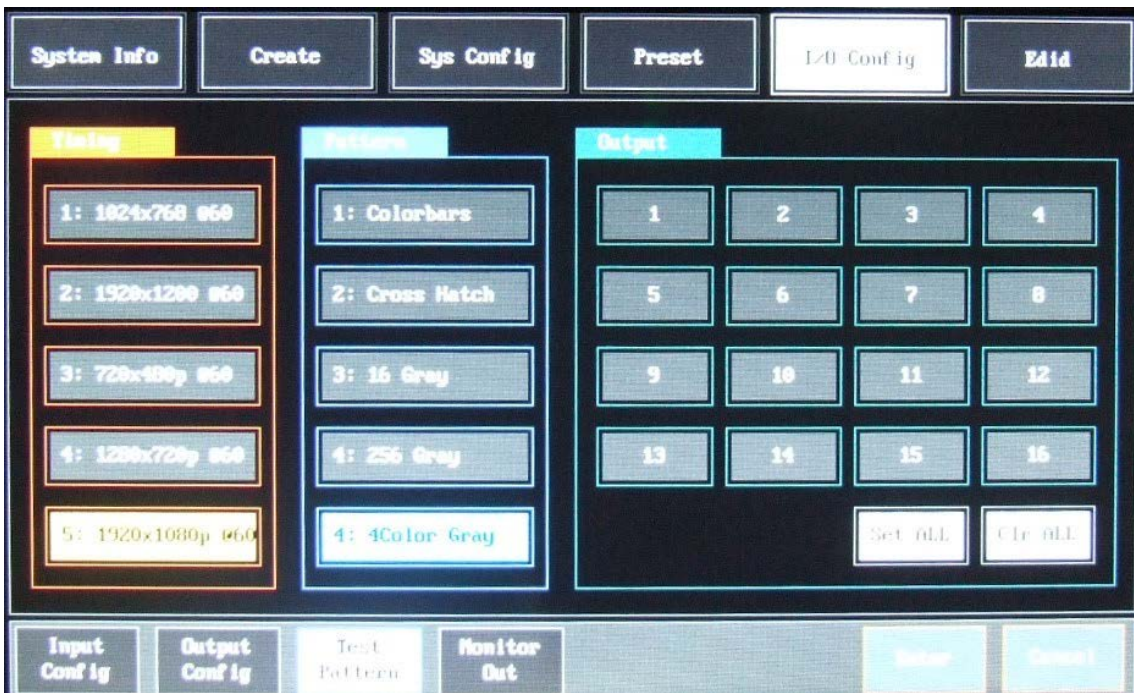 System Info
Create
Sys Config
Preset
I/O Config
Edid
Timing
Pattern
Output
1: 1024x768 @60
2: 1920x1200 @60
3: 720x480p @60
4: 1280x720p @60
5: 1920x1080p @60
1: Colorbars
2: Cross Hatch
3: 16 Gray
4: 256 Gray
4: 4Color Gray
1 2 3 4
5 6 7 8
9 10 11 12
13 14 15 16
Set ALL
Clr ALL
Input
Config
Output
Config
Test
Pattern
Monitor
Out
Enter
Cancel